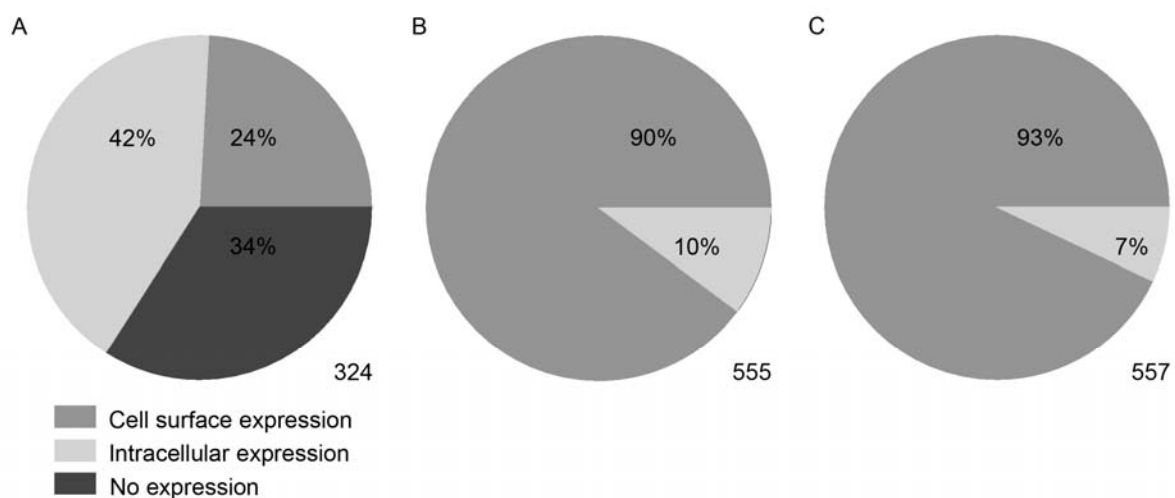 A
B
C
42%
24%
34%
324
90%
10%
555
93%
7%
557
Cell surface expression
Intracellular expression
No expression